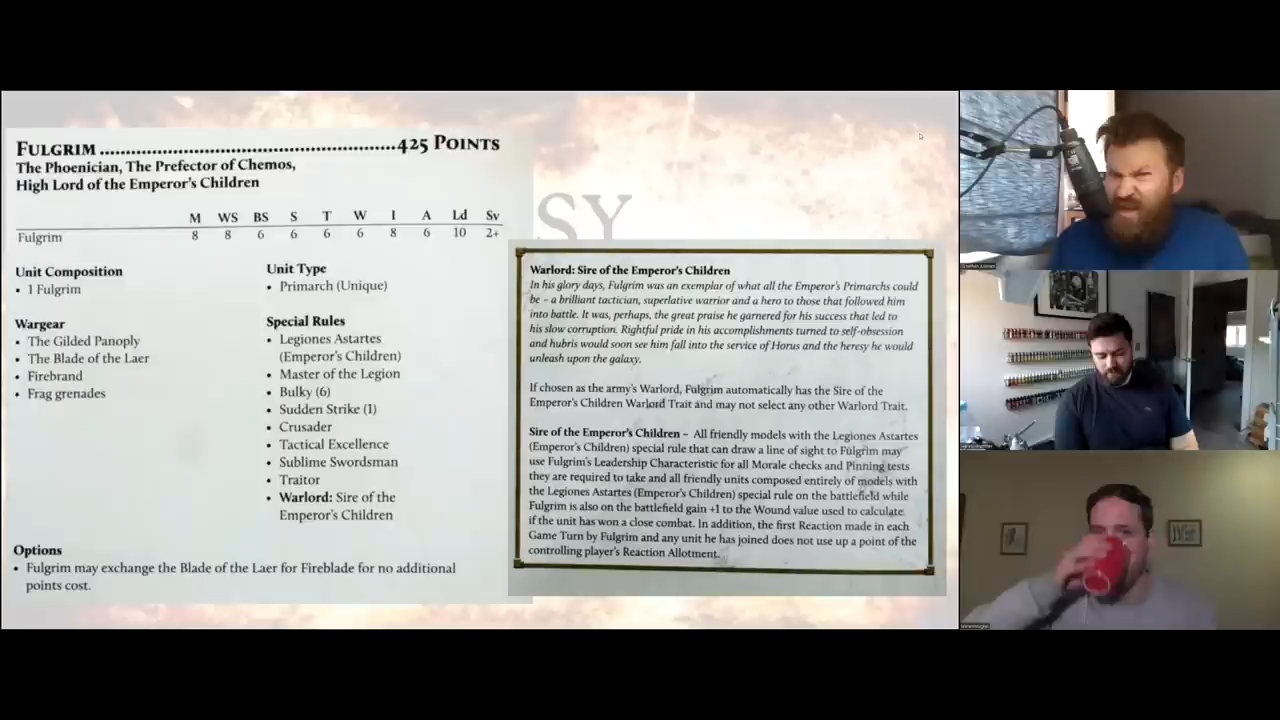 FULGRIM ..........................................................425 POINTS
The Phoenician, The Prefector of Chemos,
High Lord of the Emperor's Children
M WS BS S T W I A Ld Sv
Fulgrim 8 8 6 6 6 6 8 6 10 2+
Unit Composition
• 1 Fulgrim
Wargear
• The Gilded Panoply
• The Blade of the Laer
• Firebrand
• Frag grenades
Unit Type
• Primarch (Unique)
Special Rules
• Legiones Astartes
(Emperor's Children)
• Master of the Legion
• Bulky (6)
• Sudden Strike (1)
• Crusader
• Tactical Excellence
• Sublime Swordsman
• Traitor
• Warlord: Sire of the
Emperor's Children
Options
• Fulgrim may exchange the Blade of the Laer for Fireblade for no additional
points cost.
SY
Warlord: Sire of the Emperor's Children
In his glory days, Fulgrim was an exemplar of what all the Emperor's Primarchs could
be – a brilliant tactician, superlative warrior and a hero to those that followed him
into battle. It was, perhaps, the great praise he garnered for his success that led to
his slow corruption. Rightful pride in his accomplishments turned to self-obsession
and hubris would soon see him fall into the service of Horus and the heresy he would
unleash upon the galaxy.
If chosen as the army's Warlord, Fulgrim automatically has the Sire of the
Emperor's Children Warlord Trait and may not select any other Warlord Trait.
Sire of the Emperor's Children – All friendly models with the Legiones Astartes
(Emperor's Children) special rule that can draw a line of sight to Fulgrim may
use Fulgrim's Leadership Characteristic for all Morale checks and Pinning tests
they are required to take and all friendly units composed entirely of models with
the Legiones Astartes (Emperor's Children) special rule on the battlefield while
Fulgrim is also on the battlefield gain +1 to the Wound value used to calculate
if the unit has won a close combat. In addition, the first Reaction made in each
Game Turn by Fulgrim and any unit he has joined does not use up a point of the
controlling player's Reaction Allotment.